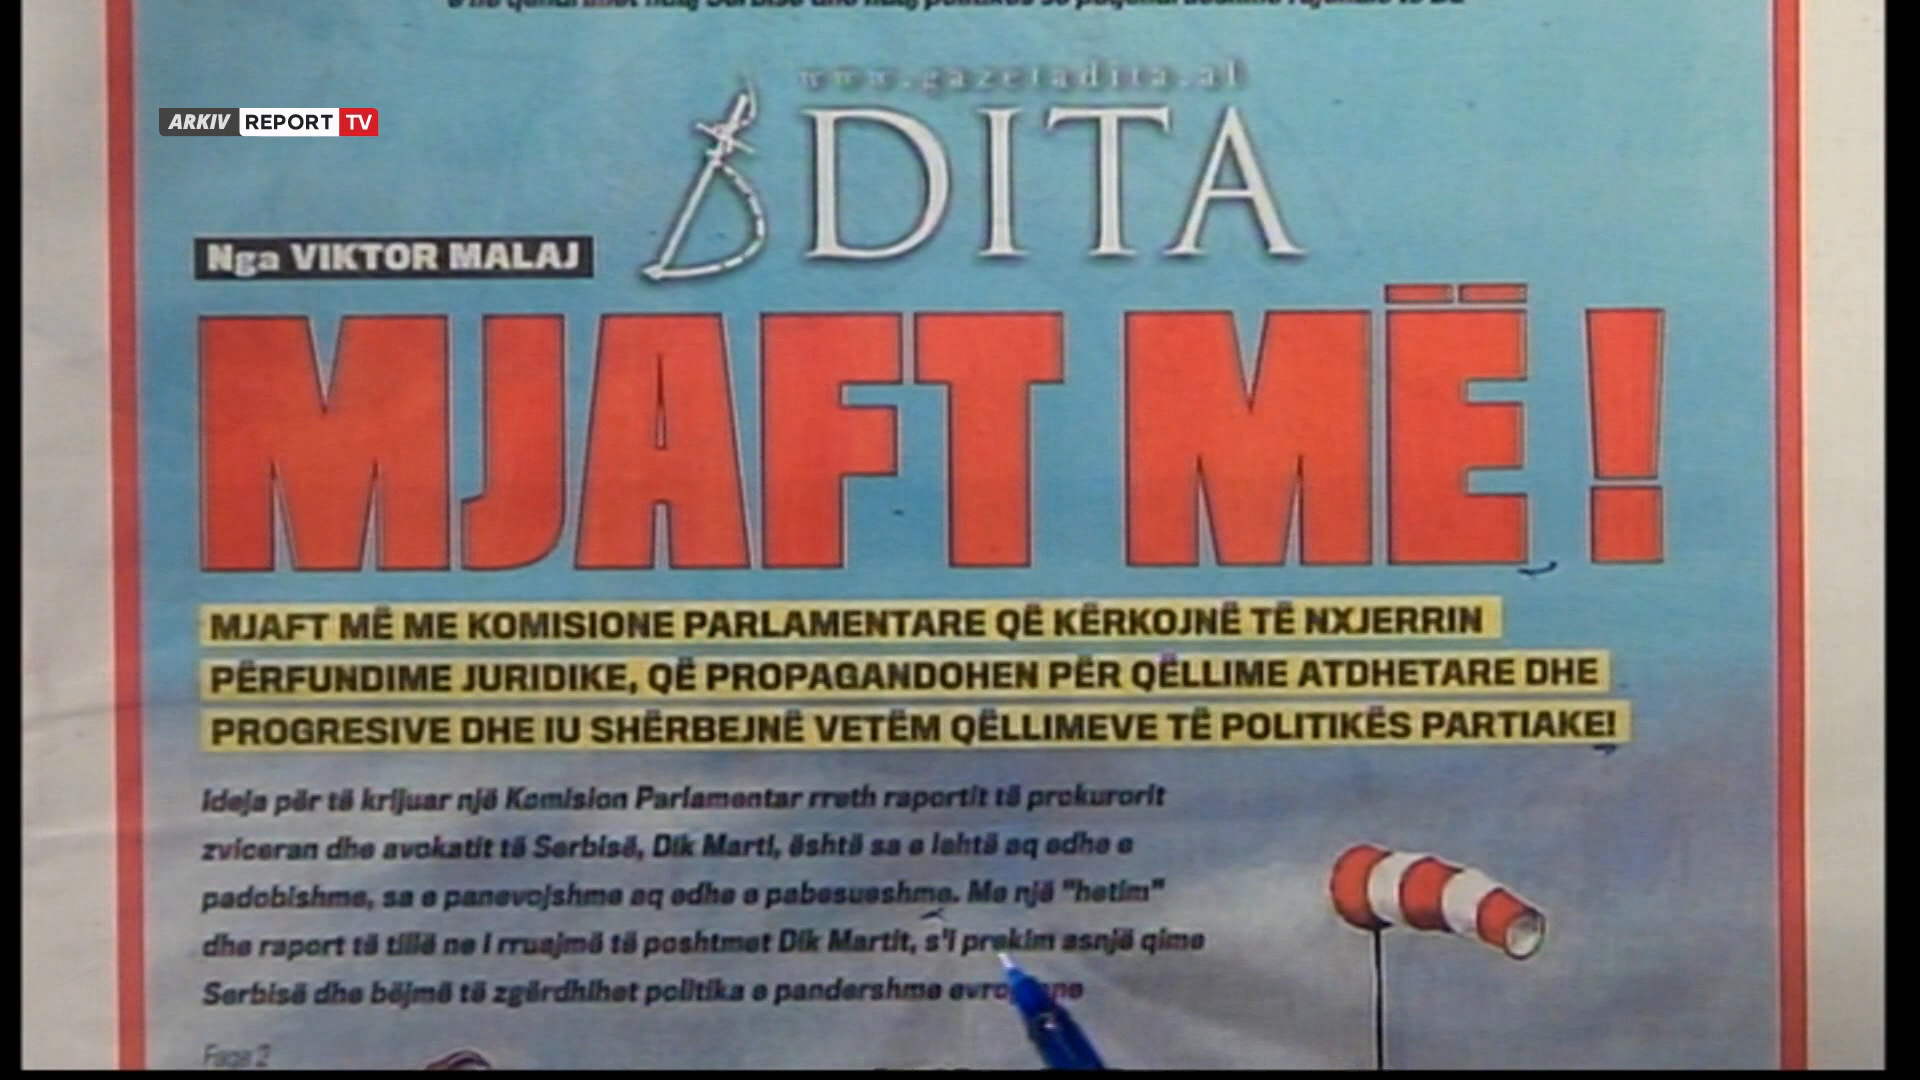 www.gazetadita.al
ARKIV REPORT TV
DITA
Nga VIKTOR MALAJ
MJAFT MË!
MJAFT MË ME KOMISIONE PARLAMENTARE QË KËRKOJNË TË NXJERRIN
PËRFUNDIME JURIDIKE, QË PROPAGANDOHEN PËR QËLLIME ATDHETARE DHE
PROGRESIVE DHE IU SHËRBEJNË VETËM QËLLIMEVE TË POLITIKËS PARTIAKE!
Ideja për të krijuar një Komision Parlamentar rreth raportit të prokurorit
zviceran dhe avokatit të Serbisë, Dik Marti, është sa e lehtë aq edhe e
padobishme, sa e panevojshme aq edhe e pabesueshme. Me një "hetim"
dhe raport të tillë ne i rruajmë të poshtmet Dik Martit, s'i prekim asnjë qime
Serbisë dhe bëjmë të zgërdhihet politika e pandershme
Faqe 2